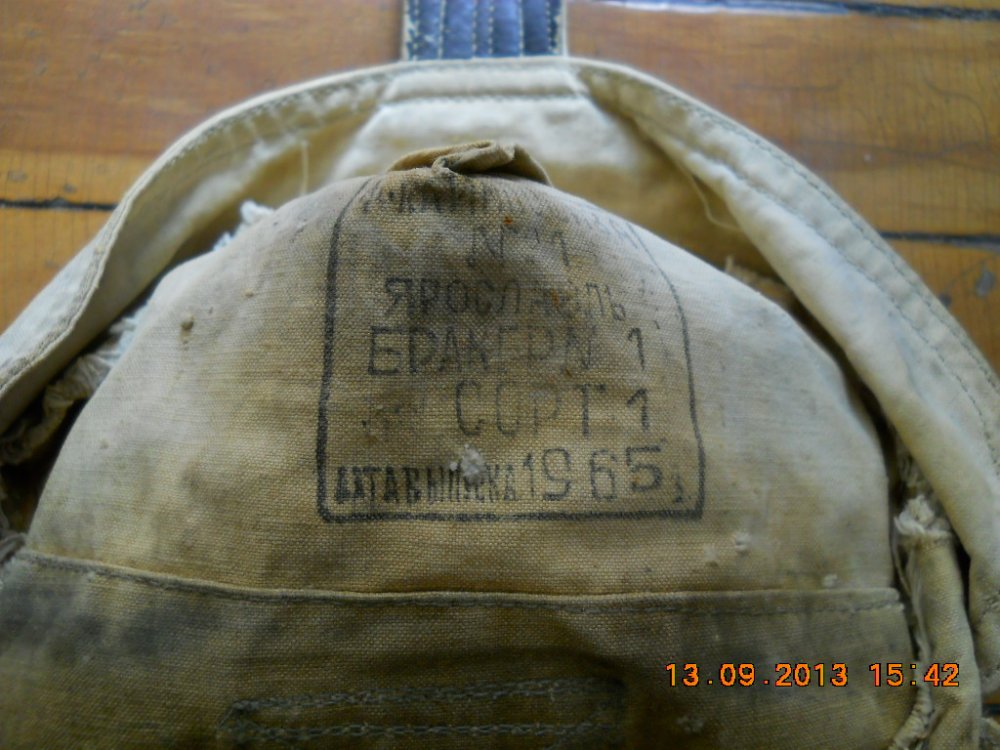 № 1
ЯРОСЛАВЛЬ
БРАКЕР № 1
СОРТ 1
ДАТА ВЫПУСКА 1965
13.09.2013 15:42